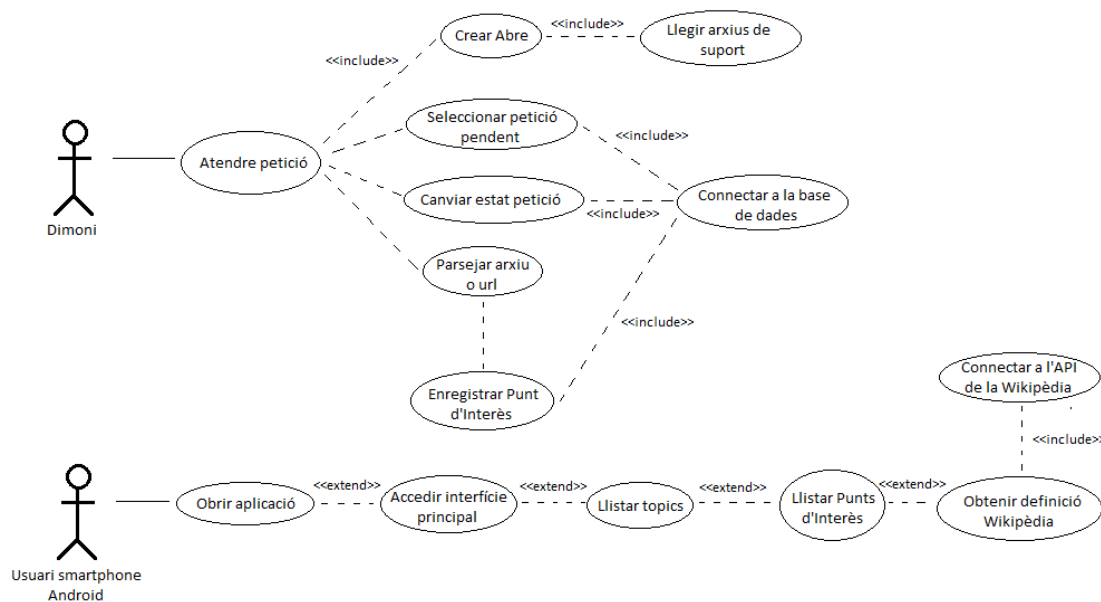 <<include>>
Crear Abre
Llegir arxius de
suport
<<include>>
Seleccionar petició
pendent
<<include>>
Atendre petició
Dimoni
Canviar estat petició
<<include>>
Connectar a la base
de dades
Parsejar arxiu
o url
<<include>>
Enregistrar Punt
d'Interès
Connectar a l'API
de la Wikipèdia
<<include>>
Obrir aplicació
<<extend>>
Accedir interfície
principal
<<extend>>
Llistar topics
<<extend>>
Llistar Punts
d'Interès
<<extend>>
Obtenir definició
Wikipèdia
Usuari smartphone
Android